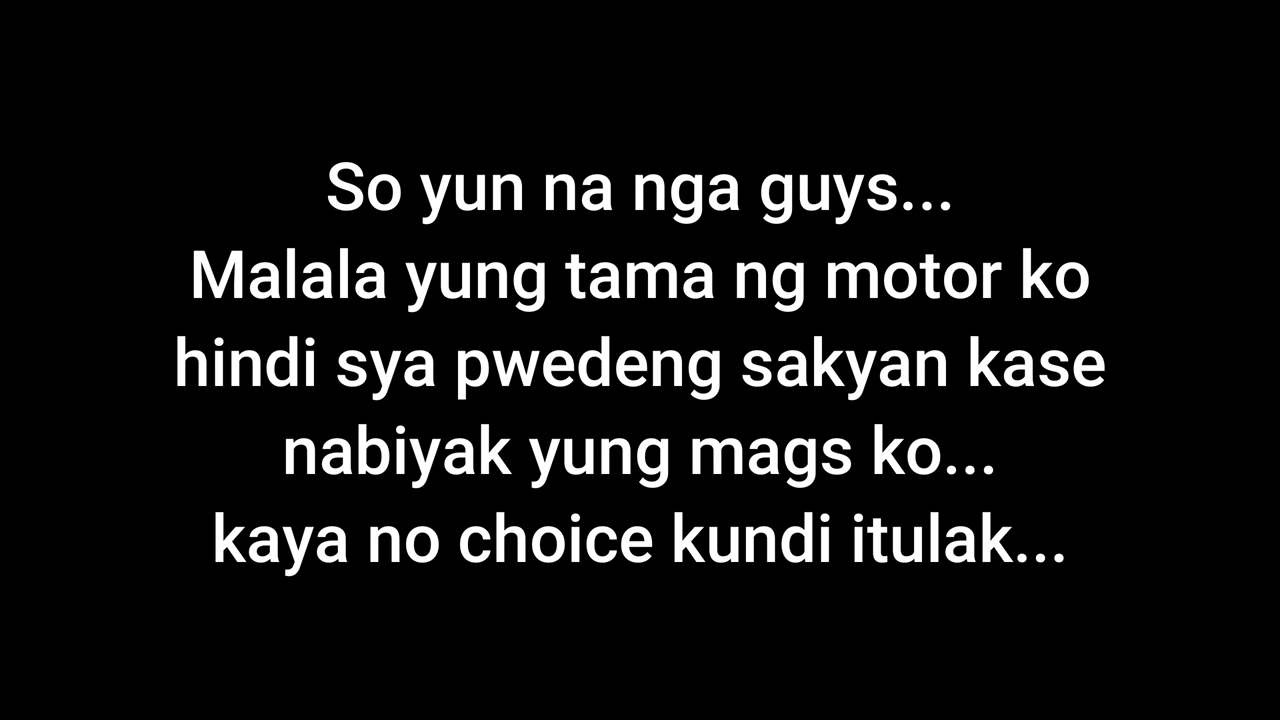 So yun na nga guys...
Malala yung tama ng motor ko
hindi sya pwedeng sakyan kase
nabiyak yung mags ko...
kaya no choice kundi itulak...